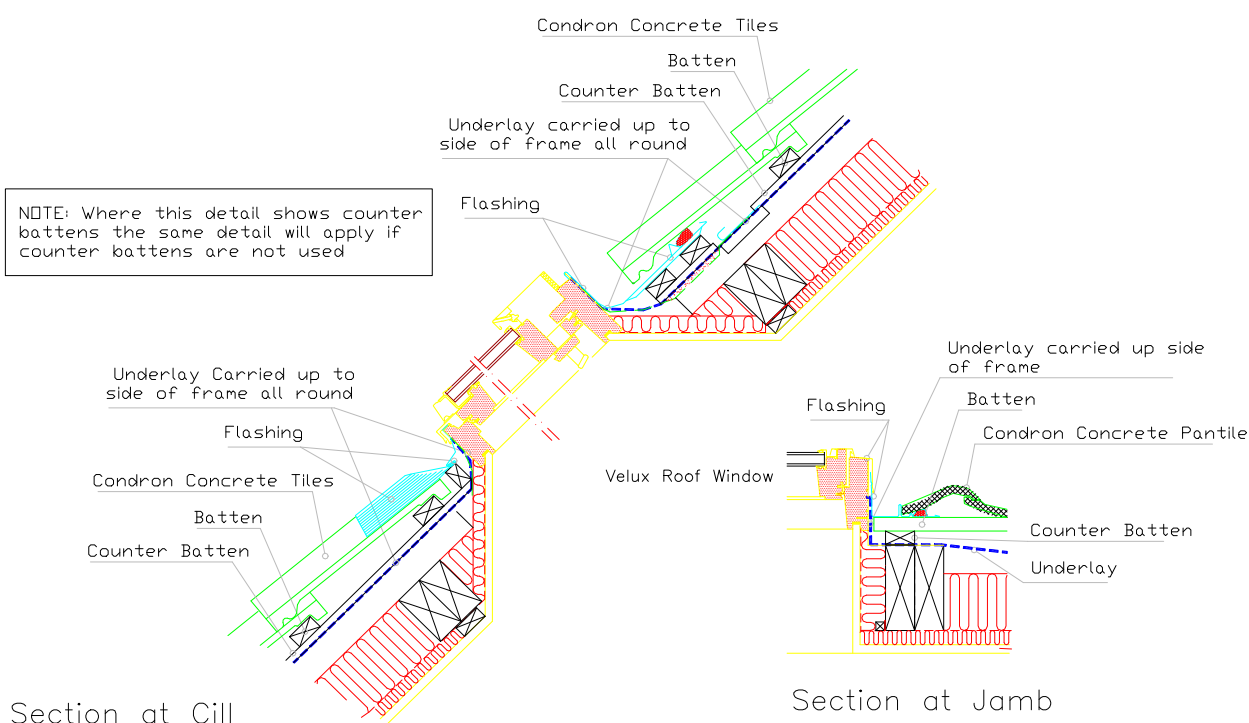 Condron Concrete Tiles
Batten
Counter Batten
Underlay carried up to
side of frame all round
Flashing
NOTE: Where this detail shows counter
battens the same detail will apply if
counter battens are not used
Underlay Carried up to
side of frame all round
Flashing
Condron Concrete Tiles
Batten
Counter Batten
Section at Cill
Underlay carried up side
of frame
Flashing
Batten
Condron Concrete Pantile
Velux Roof Window
Counter Batten
Underlay
Section at Jamb